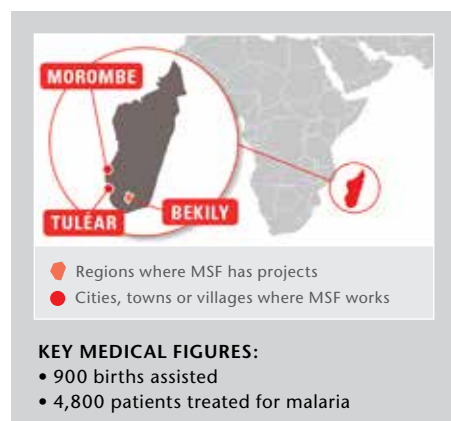 MOROMBE
TULÉAR
BEKILY
Regions where MSF has projects
Cities, towns or villages where MSF works
KEY MEDICAL FIGURES:
• 900 births assisted
• 4,800 patients treated for malaria